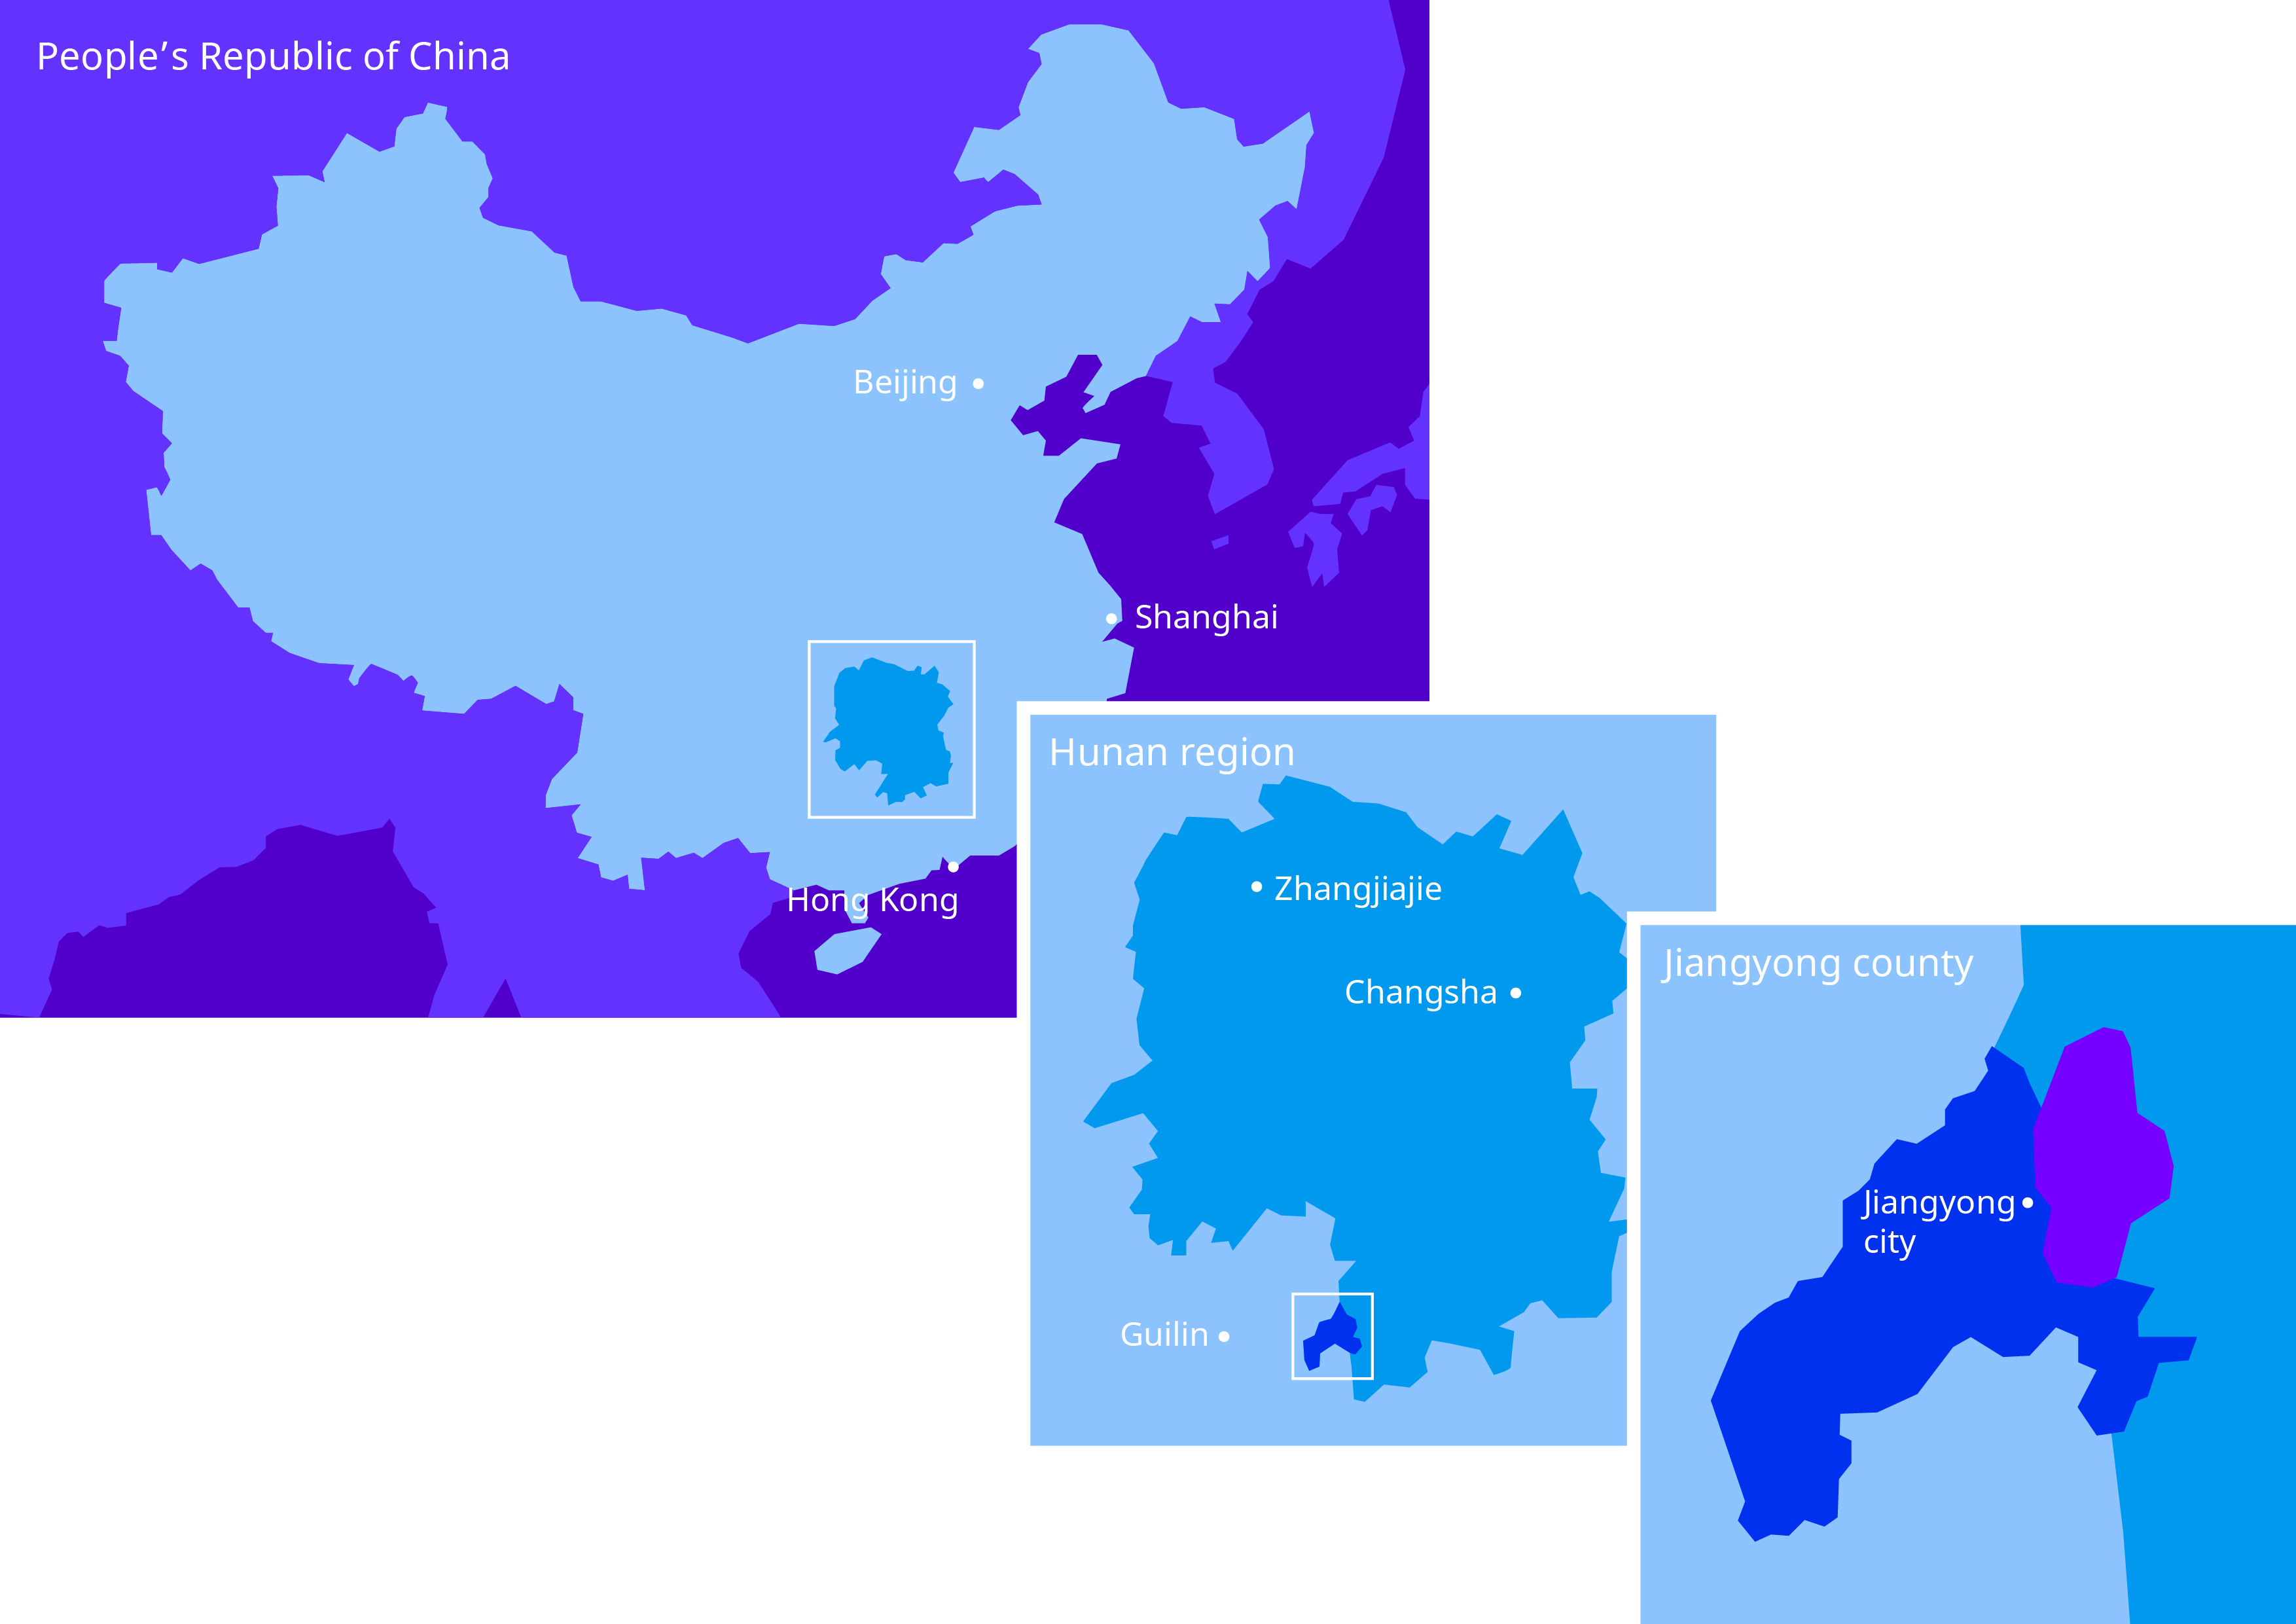 People’s Republic of China
Beijing
Shanghai
Hong Kong
Hunan region
Zhangjiajie
Changsha
Guilin
Jiangyong county
Jiangyong
city